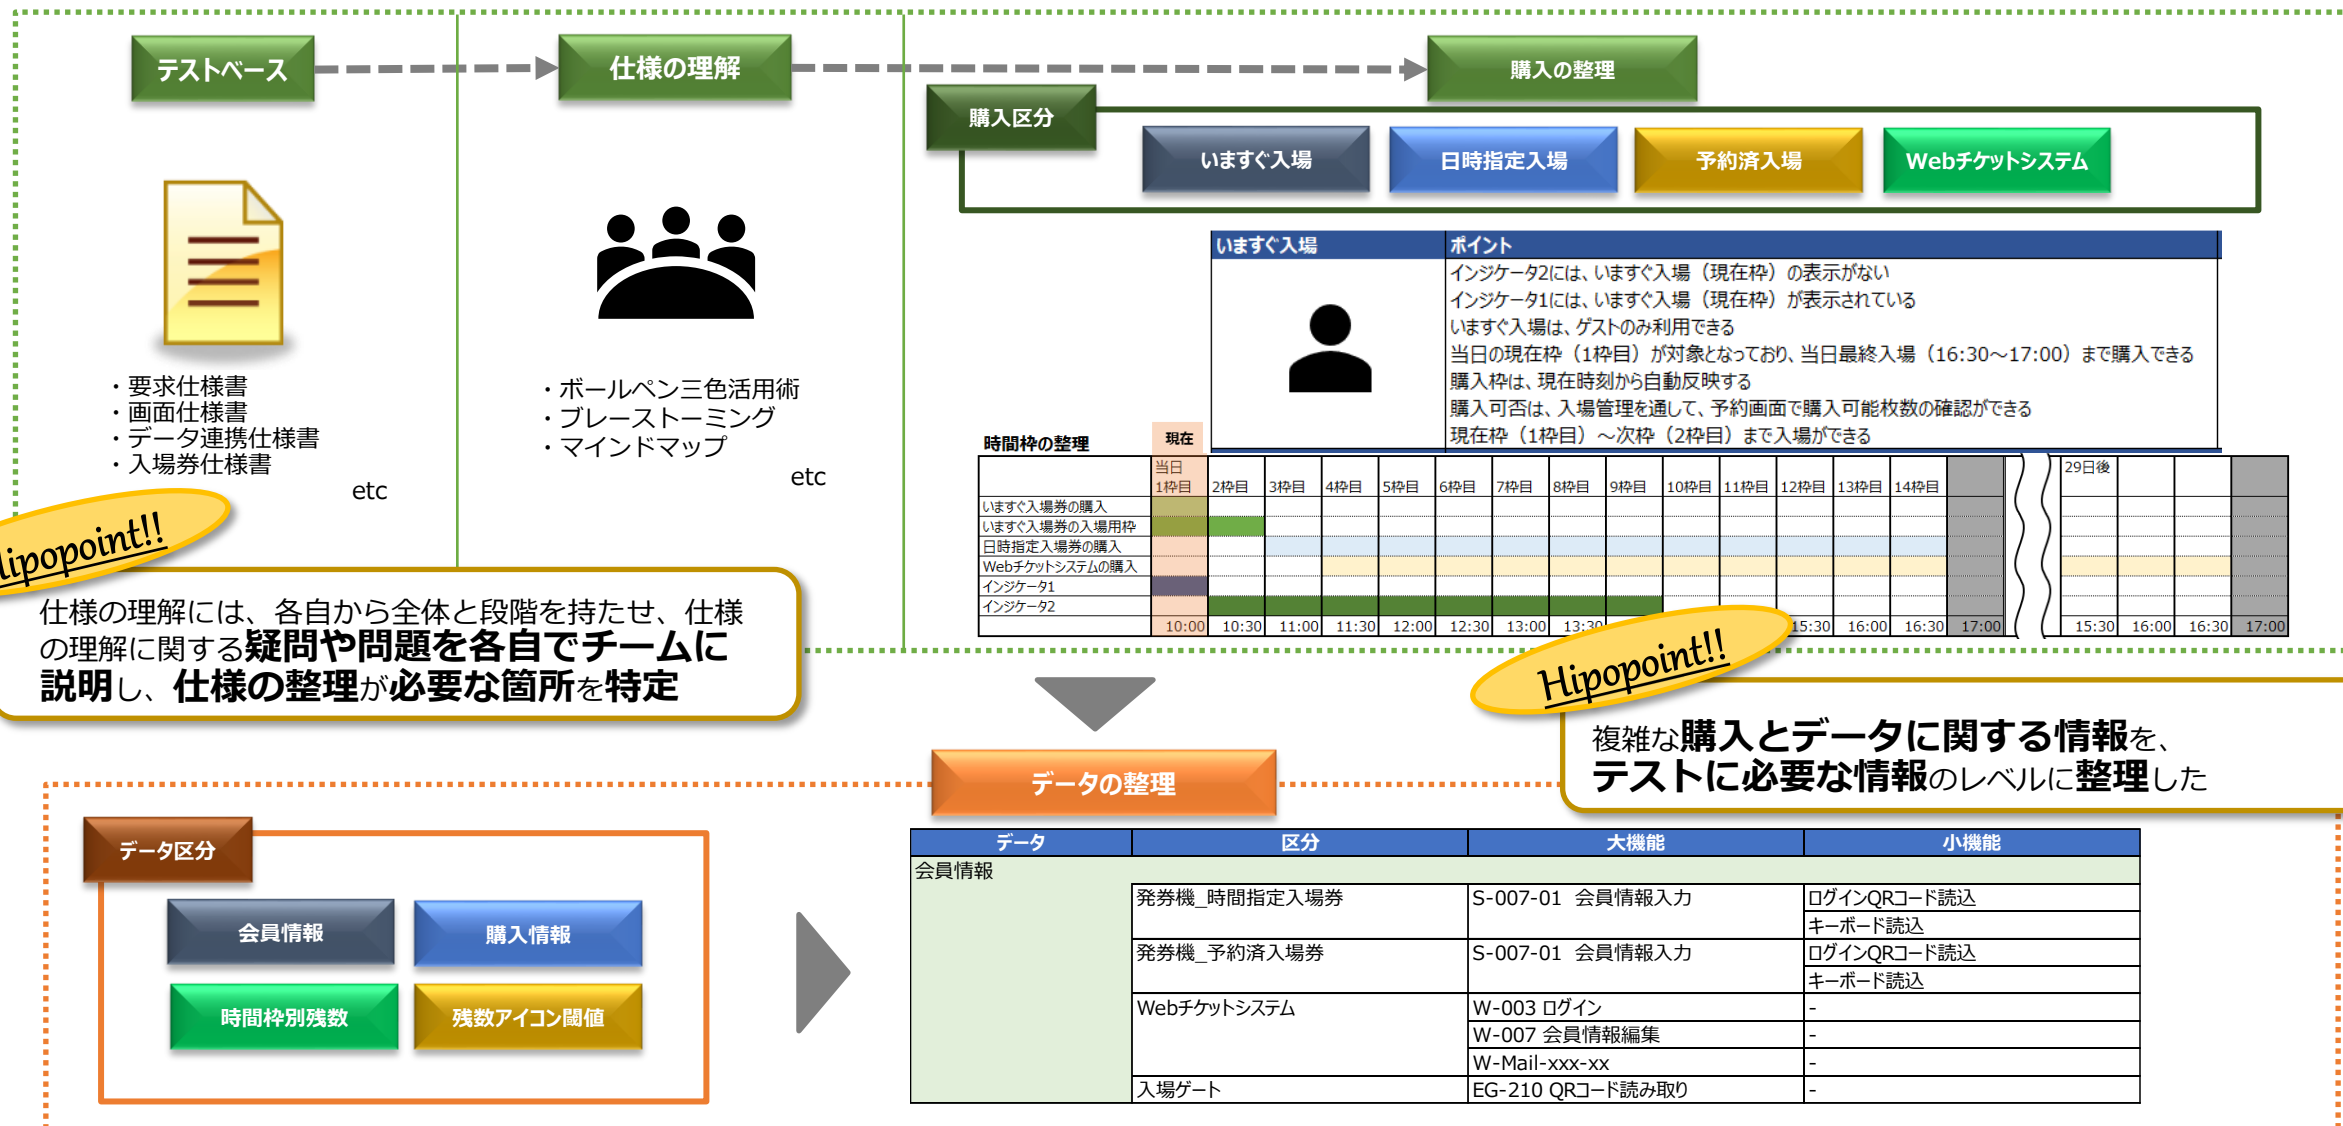 テストベース
仕様の理解
購入の整理
購入区分
いますぐ入場
日時指定入場
予約済入場
Webチケットシステム
・要求仕様書
・画面仕様書
・データ連携仕様書
・入場券仕様書
etc
・ボールペン三色活用術
・ブレーストーミング
・マインドマップ
etc
いますぐ入場 ポイント
インジケータ2には、いますぐ入場（現在枠）の表示がない
インジケータ1には、いますぐ入場（現在枠）が表示されている
いますぐ入場は、ゲストのみ利用できる
当日の現在枠（1枠目）が対象となっており、当日最終入場（16:30～17:00）まで購入できる
購入枠は、現在時刻から自動反映する
購入可否は、入場管理を通して、予約画面で購入可能枚数の確認ができる
現在枠（1枠目）～次枠（2枠目）まで入場ができる
時間枠の整理
現在
当日 29日後
1枠目 2枠目 3枠目 4枠目 5枠目 6枠目 7枠目 8枠目 9枠目 10枠目 11枠目 12枠目 13枠目 14枠目
いますぐ入場券の購入
いますぐ入場券の入場用枠
日時指定入場券の購入
Webチケットシステムの購入
インジケータ1
インジケータ2
10:00 10:30 11:00 11:30 12:00 12:30 13:00 13:30 15:30 16:00 16:30 17:00 15:30 16:00 16:30 17:00
ipopoint!!
仕様の理解には、各自から全体と段階を持たせ、仕様
の理解に関する疑問や問題を各自でチームに
説明し、仕様の整理が必要な箇所を特定
Hipopoint!!
複雑な購入とデータに関する情報を、
テストに必要な情報のレベルに整理した
データの整理
データ区分
会員情報
購入情報
時間枠別残数
残数アイコン閾値
データ 区分 大機能 小機能
会員情報
発券機_時間指定入場券 S-007-01 会員情報入力 ログインQRコード読込
キーボード読込
発券機_予約済入場券 S-007-01 会員情報入力 ログインQRコード読込
キーボード読込
Webチケットシステム W-003 ログイン -
W-007 会員情報編集 -
W-Mail-xxx-xx -
入場ゲート EG-210 QRコード読み取り -